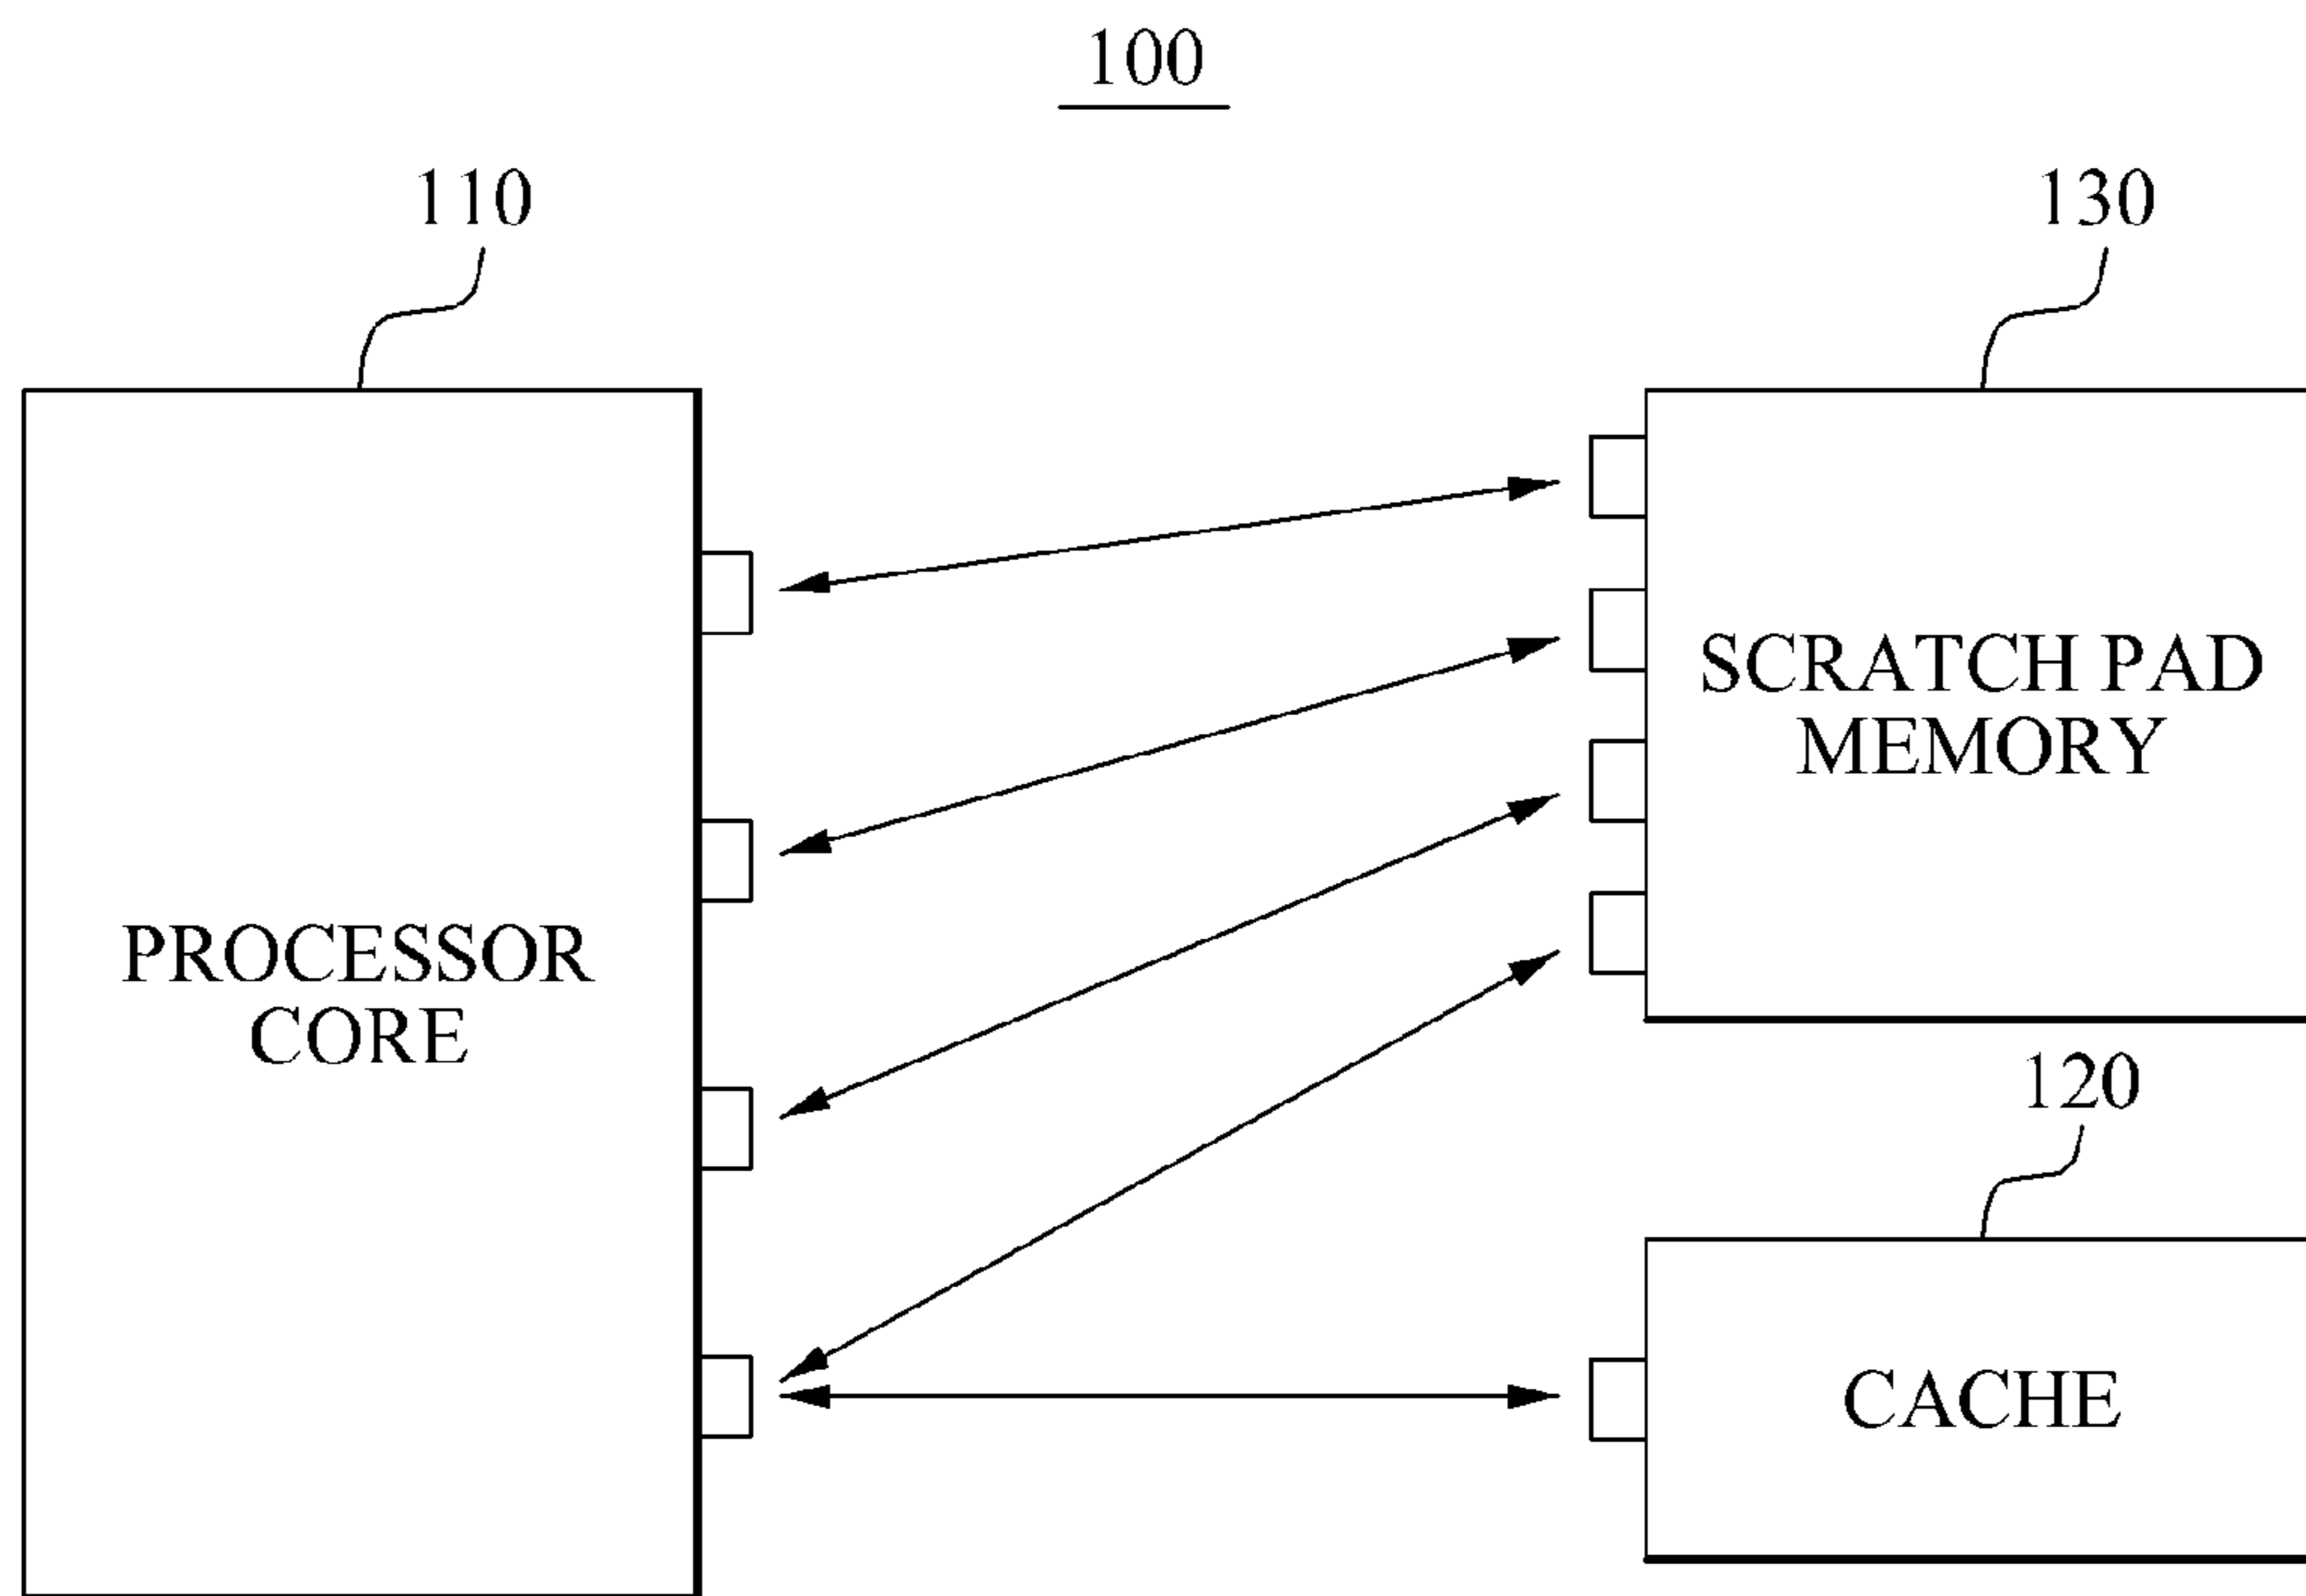 100
110
130
SCRATCH PAD
MEMORY
PROCESSOR
CORE
120
CACHE